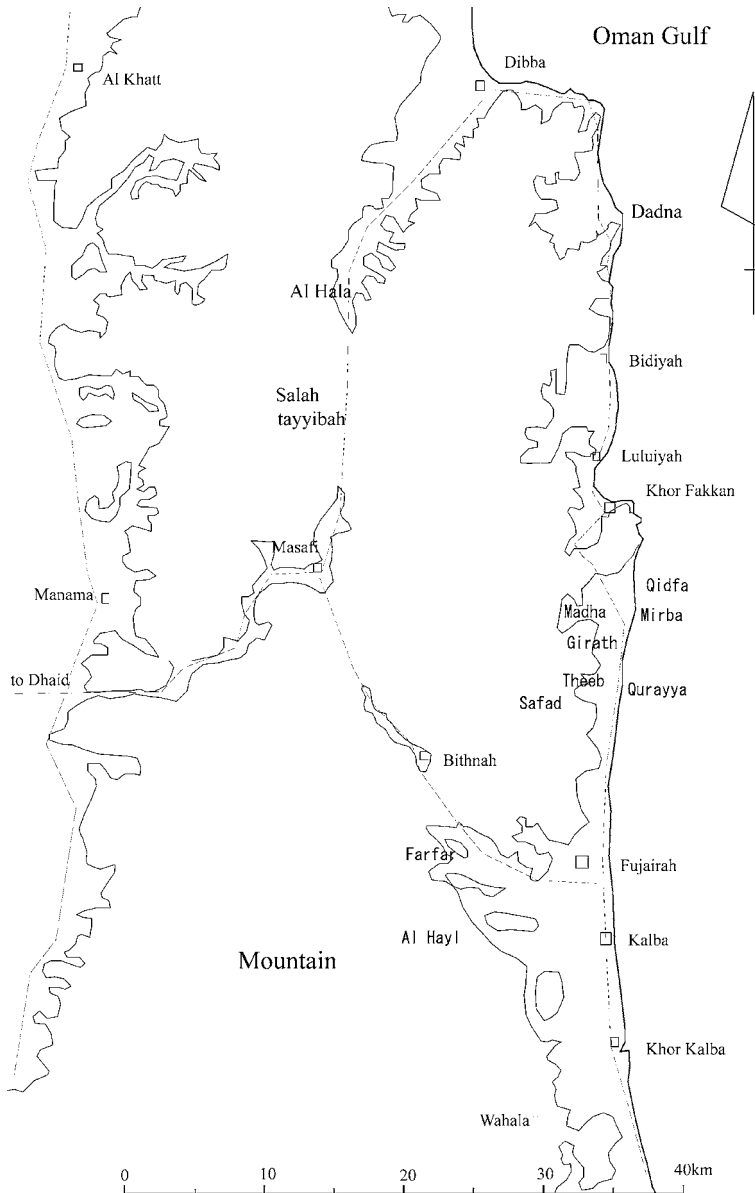 Oman Gulf
Dibba
Al Khatt
Dadna
Al Hala
Bidiyah
Salah
tayyibah
Luluiyah
Khor Fakkan
Masafi
Qidfa
Manama
Madha
Mirba
Girath
to Dhaid
Theeb
Qurayya
Safad
Bithnah
Farfar
Fujairah
Al Hayl
Kalba
Mountain
Khor Kalba
Wahala
0 10 20 30 40km